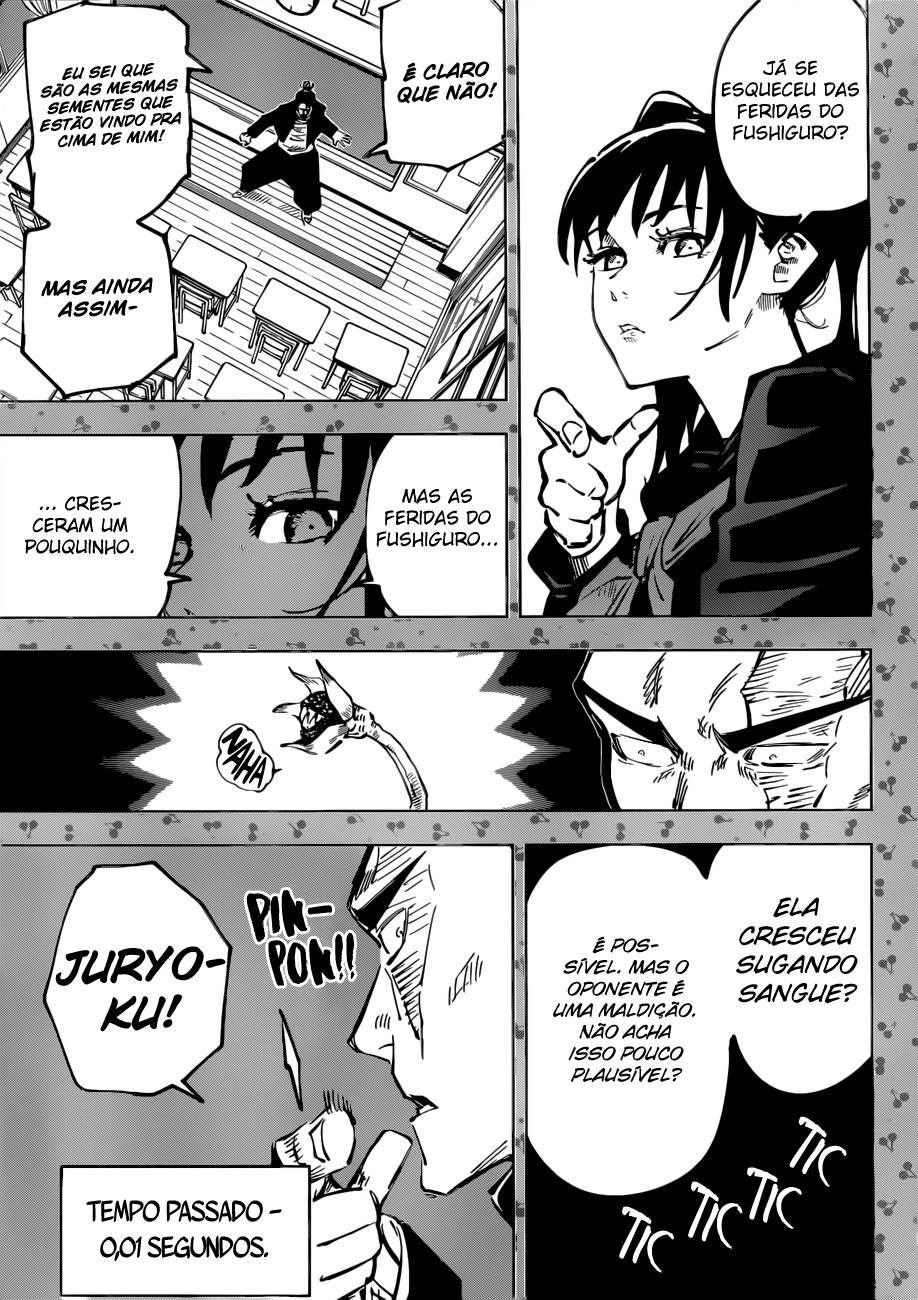 JÁ SE
ESQUECEU DAS
FERIDAS DO
FUSHIGURO?
É CLARO
QUE NÃO!
EU SEI QUE
SÃO AS MESMAS
SEMENTES QUE
ESTÃO VINDO PRA
CIMA DE MIM!
MAS AINDA
ASSIM-
MAS AS
FERIDAS DO
FUSHIGURO...
... CRES-
CERAM UM
POUQUINHO.
NAHA
ELA
CRESCEU
SUGANDO
SANGUE?
É POS-
SÍVEL. MAS O
OPONENTE É
UMA MALDIÇÃO.
NÃO ACHA
ISSO POUCO
PLAUSÍVEL?
TIC
TIC
TIC
TIC
PIN-
PON!!
JURYO-
KU!
TEMPO PASSADO -
0,01 SEGUNDOS.